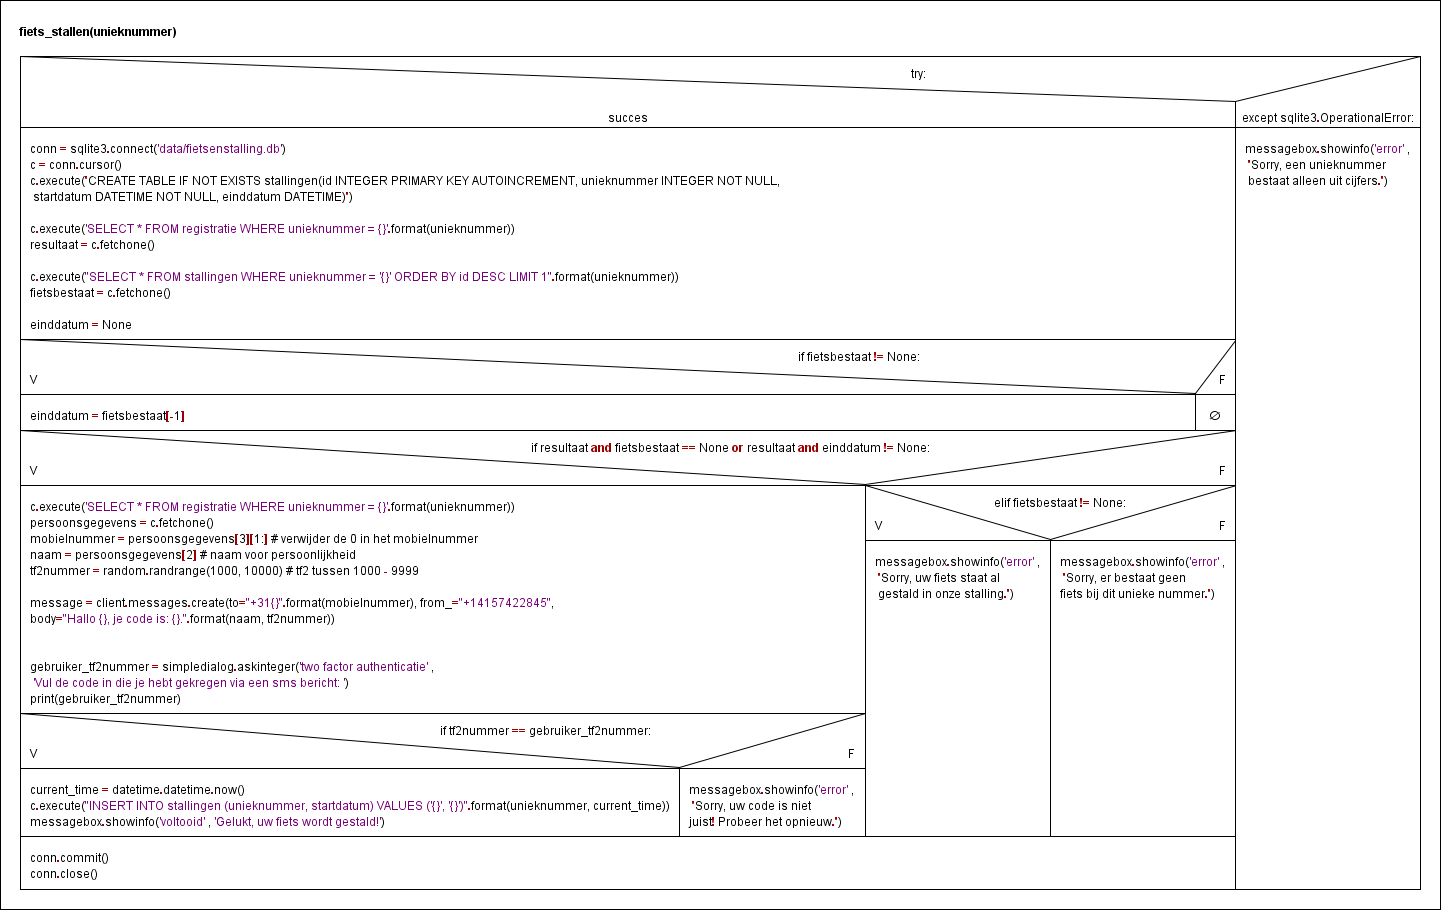 fiets_stallen(unieknummer)
try:
succes
except sqlite3.OperationalError:
conn = sqlite3.connect('data/fietsenstalling.db')
c = conn.cursor()
c.execute('CREATE TABLE IF NOT EXISTS stallingen(id INTEGER PRIMARY KEY AUTOINCREMENT, unieknummer INTEGER NOT NULL,
startdatum DATETIME NOT NULL, einddatum DATETIME)')
c.execute('SELECT * FROM registratie WHERE unieknummer = {}'.format(unieknummer))
resultaat = c.fetchone()
c.execute("SELECT * FROM stallingen WHERE unieknummer = '{}' ORDER BY id DESC LIMIT 1".format(unieknummer))
fietsbestaat = c.fetchone()
einddatum = None
messagebox.showinfo('error' ,
'Sorry, een unieknummer
bestaat alleen uit cijfers.')
if fietsbestaat != None:
V
F
einddatum = fietsbestaat[-1]
∅
if resultaat and fietsbestaat == None or resultaat and einddatum != None:
V
F
c.execute('SELECT * FROM registratie WHERE unieknummer = {}'.format(unieknummer))
persoonsgegevens = c.fetchone()
mobielnummer = persoonsgegevens[3][1:] # verwijder de 0 in het mobielnummer
naam = persoonsgegevens[2] # naam voor persoonlijkheid
tf2nummer = random.randrange(1000, 10000) # tf2 tussen 1000 - 9999
message = client.messages.create(to="+31{}".format(mobielnummer), from_="+14157422845",
body="Hallo {}, je code is: {}.".format(naam, tf2nummer))
gebruiker_tf2nummer = simpledialog.askinteger('two factor authenticatie' ,
'Vul de code in die je hebt gekregen via een sms bericht: ')
print(gebruiker_tf2nummer)
elif fietsbestaat != None:
V
F
messagebox.showinfo('error' ,
'Sorry, uw fiets staat al
gestald in onze stalling.')
messagebox.showinfo('error' ,
'Sorry, er bestaat geen
fiets bij dit unieke nummer.')
if tf2nummer == gebruiker_tf2nummer:
V
F
current_time = datetime.datetime.now()
c.execute("INSERT INTO stallingen (unieknummer, startdatum) VALUES ('{}', '{}')".format(unieknummer, current_time))
messagebox.showinfo('voltooid' , 'Gelukt, uw fiets wordt gestald!')
messagebox.showinfo('error' ,
'Sorry, uw code is niet
juist! Probeer het opnieuw.')
conn.commit()
conn.close()